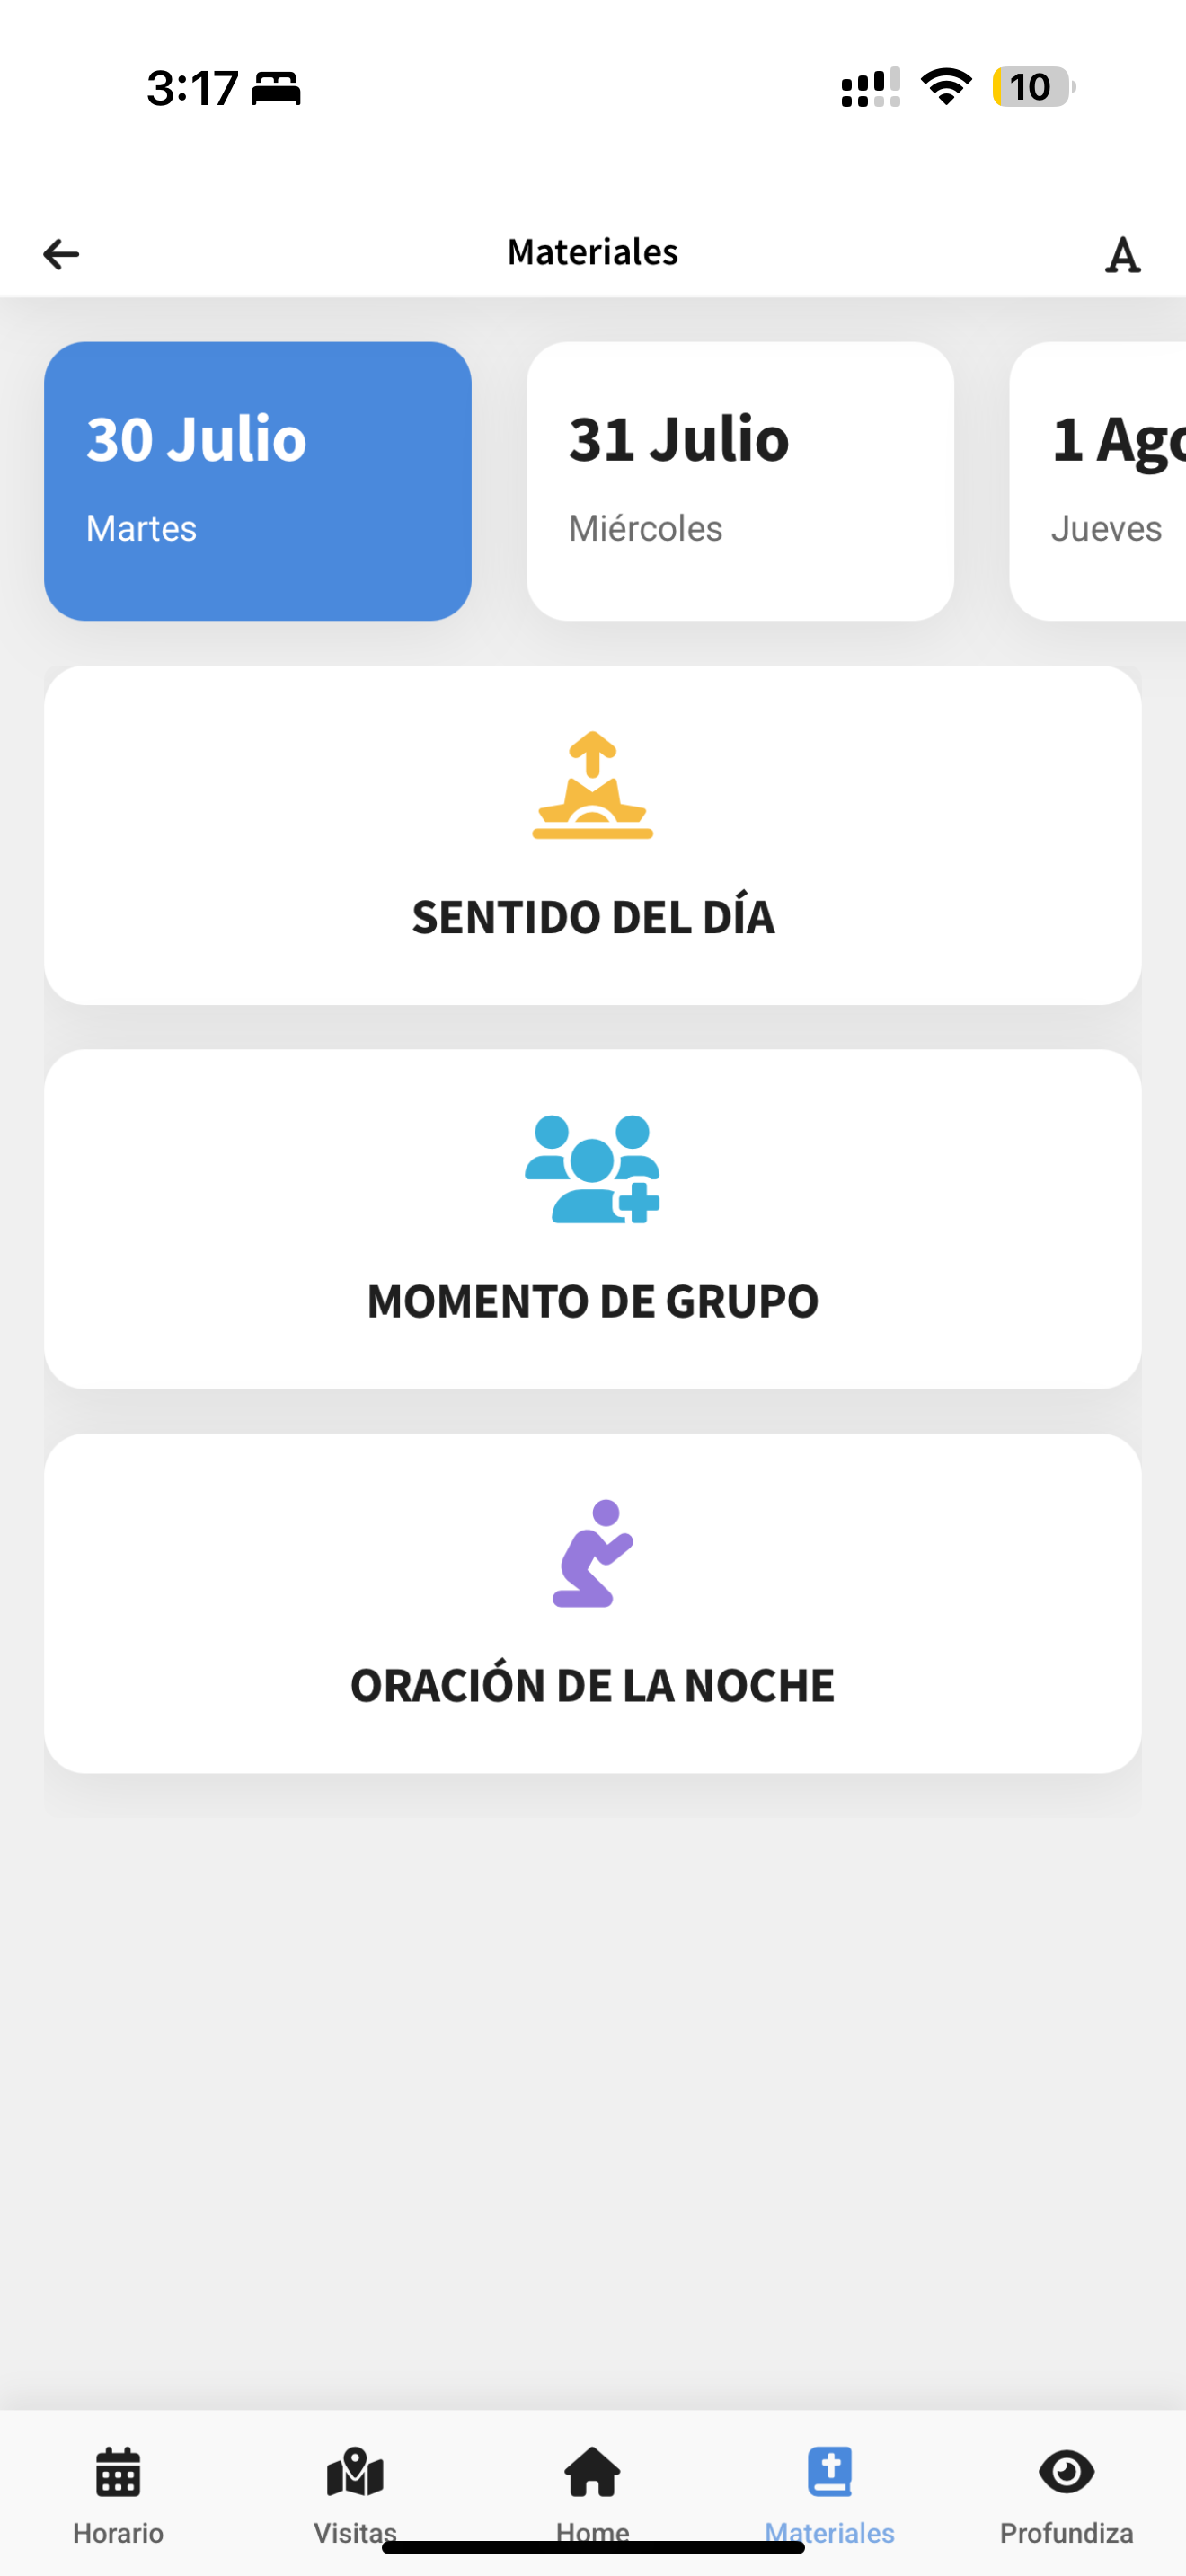 3:17
10
Materiales
A
30 Julio
Martes
31 Julio
Miércoles
1 Ago
Jueves
SENTIDO DEL DÍA
MOMENTO DE GRUPO
ORACIÓN DE LA NOCHE
Horario
Visitas
Home
Materiales
Profundiza